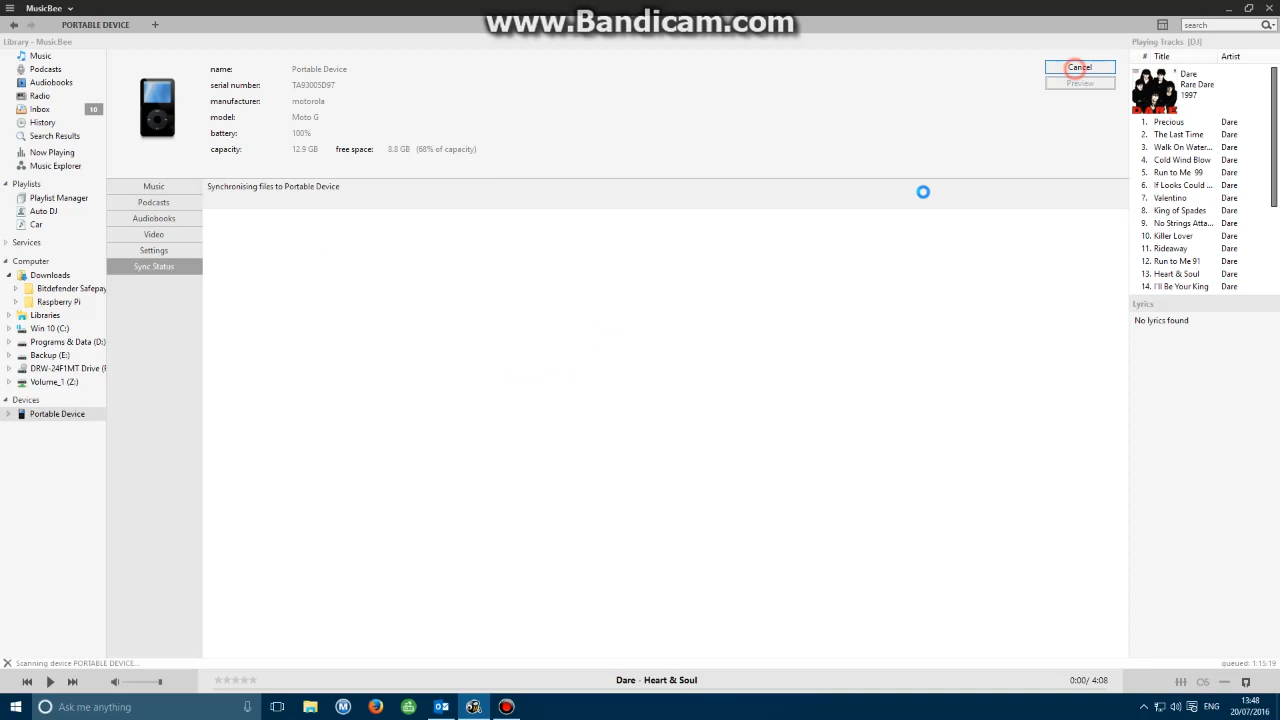 MusicBee
www.Bandicam.com
PORTABLE DEVICE
+
search
Library - MusicBee
Music
Podcasts
Audiobooks
Radio
Inbox 10
History
Search Results
Now Playing
Music Explorer
Playlists
Playlist Manager
Auto DJ
Car
Services
Computer
Downloads
Bitdefender Safepay
Raspberry Pi
Libraries
Win 10 (C:)
Programs & Data (D:)
Backup (E:)
DRW-24F1MT Drive (F
Volume_1 (Z:)
Devices
Portable Device
name: Portable Device
serial number: TA93005D97
manufacturer: motorola
model: Moto G
battery: 100%
capacity: 12.9 GB free space: 8.8 GB (68% of capacity)
Cancel
Preview
Music
Podcasts
Audiobooks
Video
Settings
Sync Status
Synchronising files to Portable Device
Playing Tracks [DJ]
# Title Artist
DARE
Dare
Rare Dare
1997
1. Precious Dare
2. The Last Time Dare
3. Walk On Water... Dare
4. Cold Wind Blow Dare
5. Run to Me 99 Dare
6. If Looks Could ... Dare
7. Valentino Dare
8. King of Spades Dare
9. No Strings Atta... Dare
10. Killer Lover Dare
11. Rideaway Dare
12. Run to Me 91 Dare
13. Heart & Soul Dare
14. I'll Be Your King Dare
Lyrics
No lyrics found
Scanning device PORTABLE DEVICE...
queued: 1:15:19
Dare - Heart & Soul
0:00/ 4:08
Ask me anything
ENG
13:48
20/07/2016